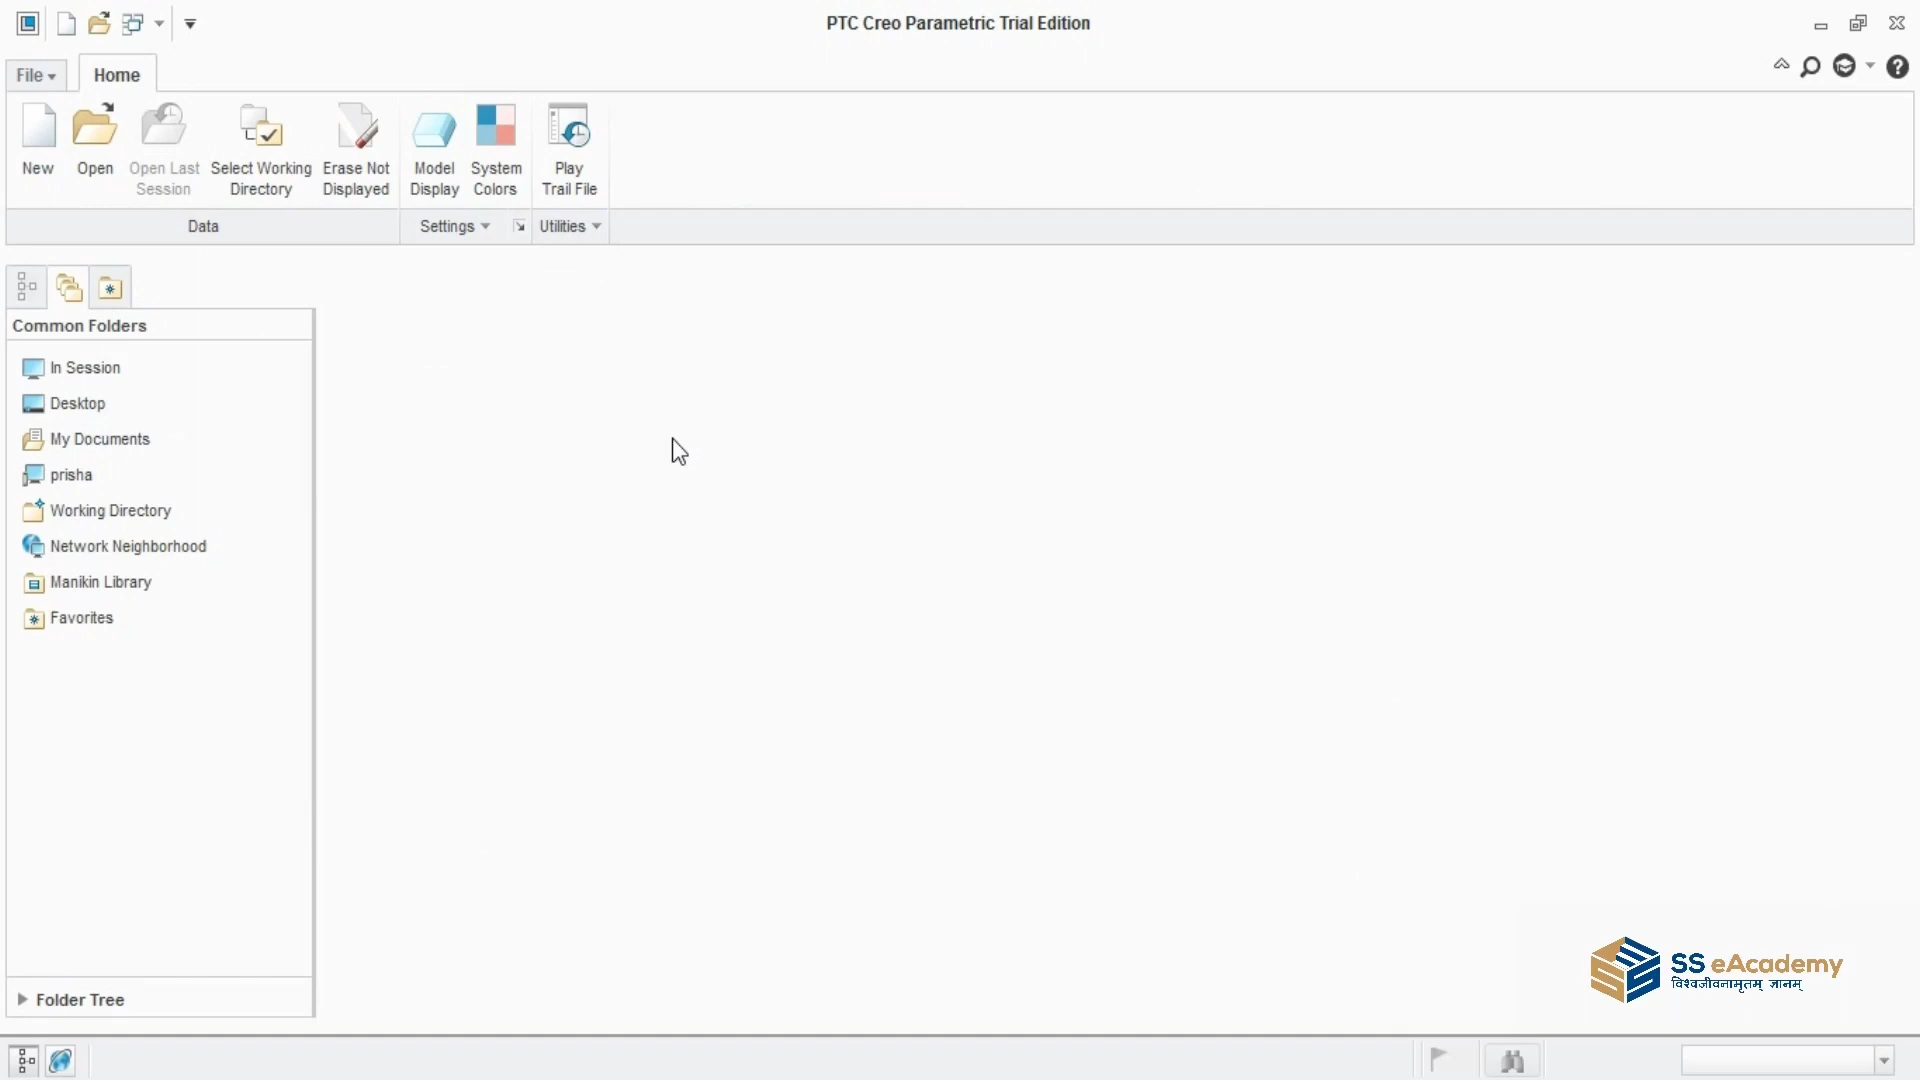 PTC Creo Parametric Trial Edition
File
Home
New
Open
Open Last
Session
Select Working
Directory
Erase Not
Displayed
Model
Display
System
Colors
Play
Trail File
Data
Settings
Utilities
Common Folders
In Session
Desktop
My Documents
prisha
Working Directory
Network Neighborhood
Manikin Library
Favorites
Folder Tree
SS eAcademy
विश्वजीवनामृतम् ज्ञानम्